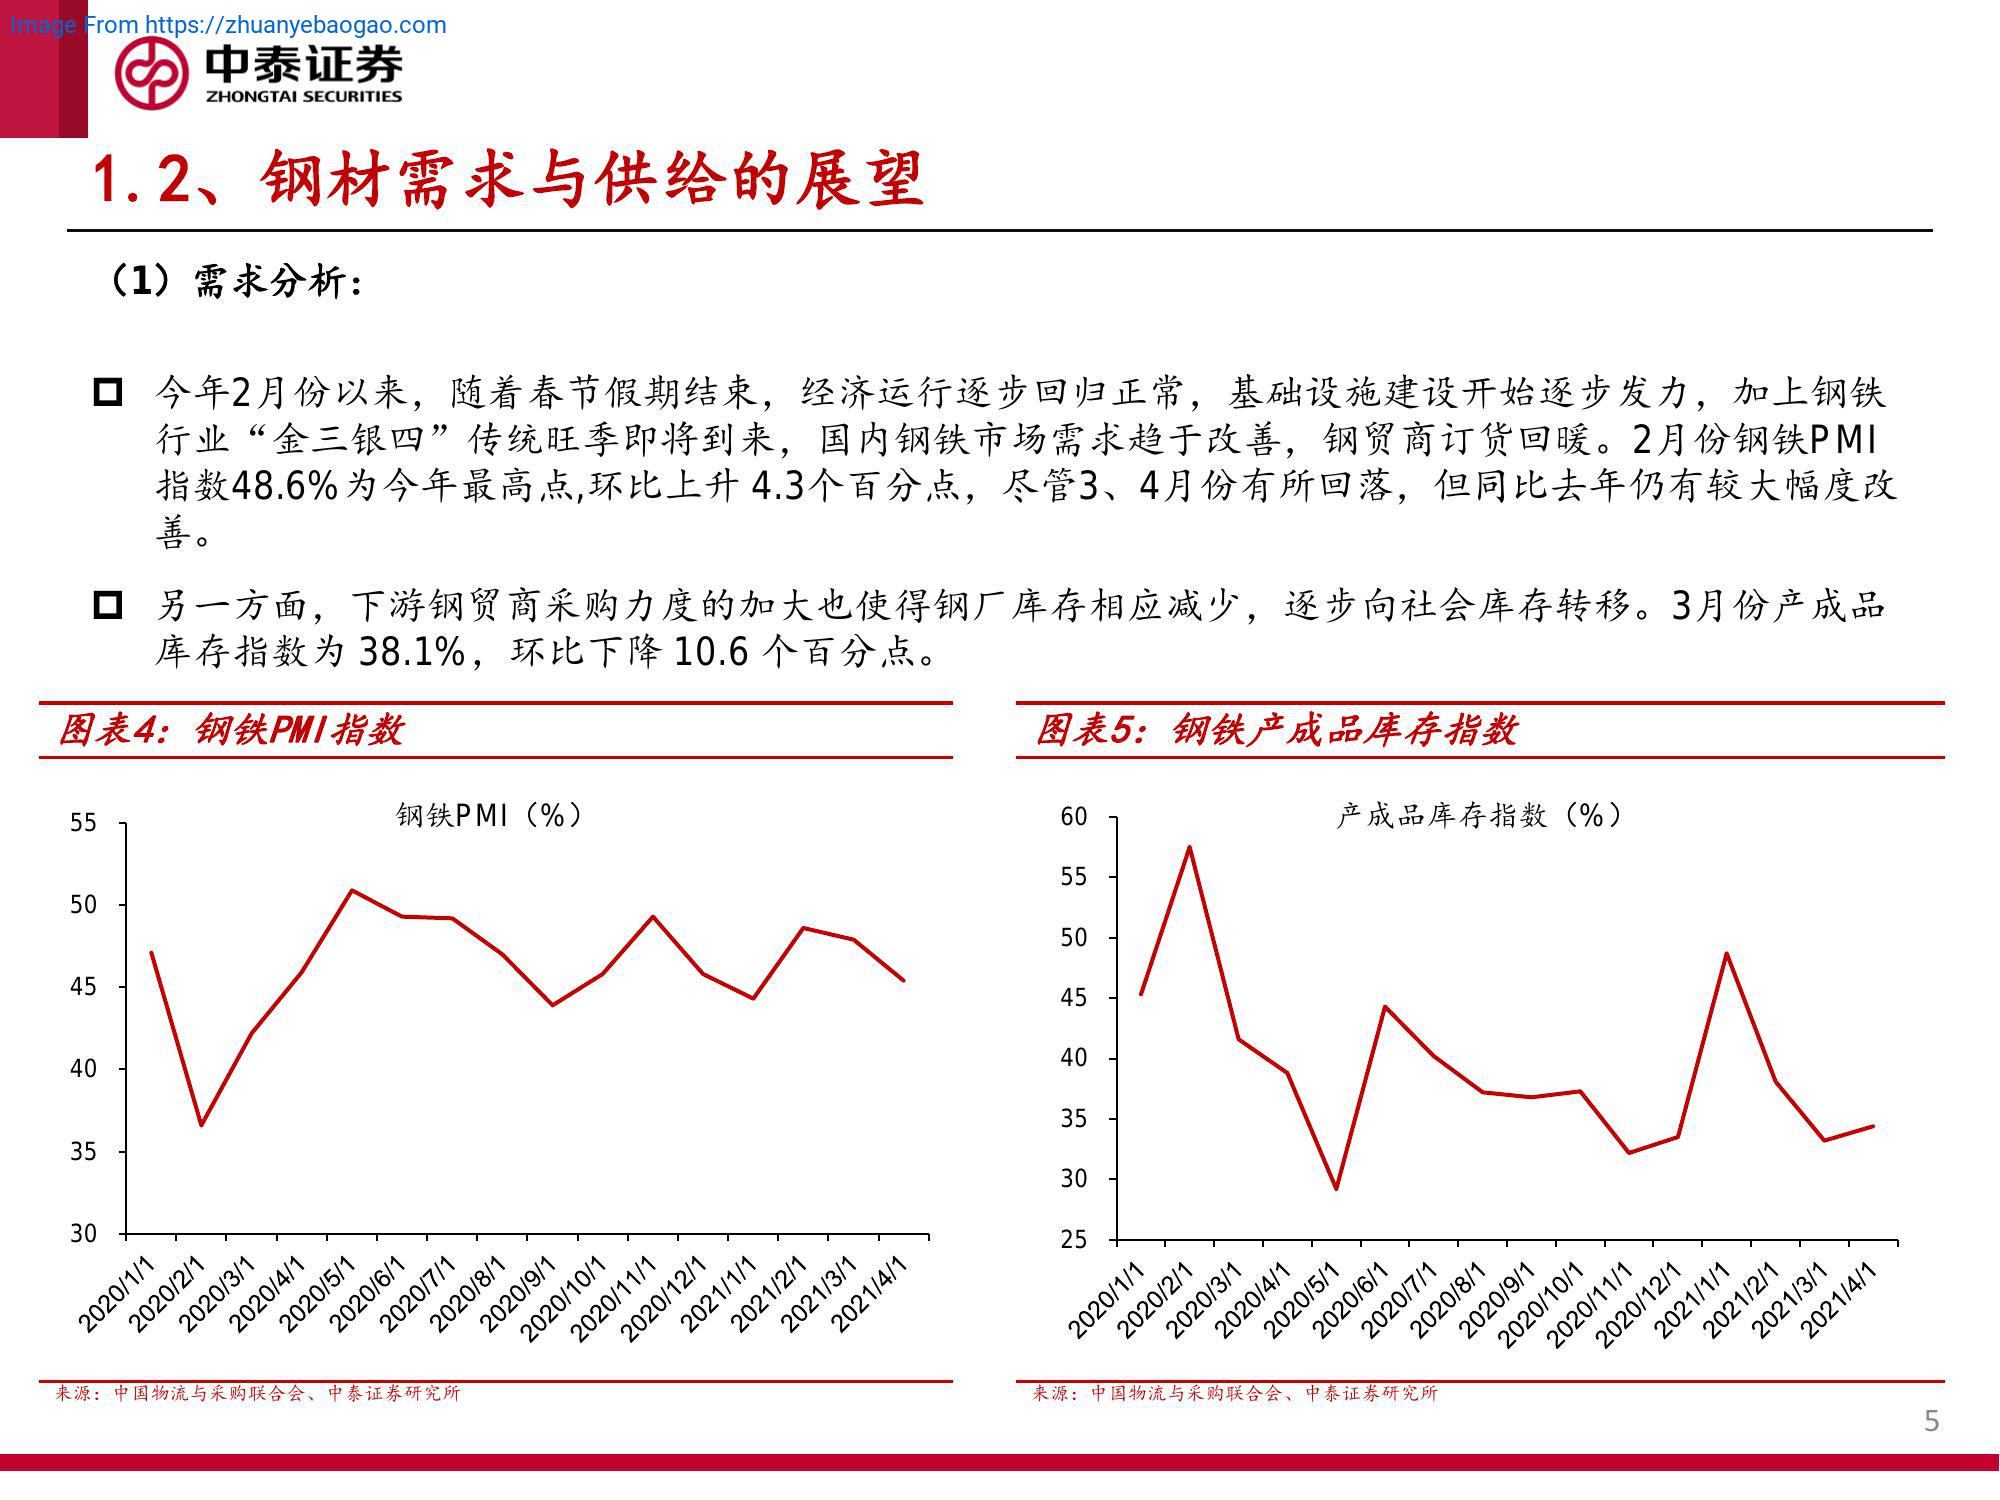 Image From https://zhuanyebaogao.com
中泰证券
ZHONGTAI SECURITIES
1.2、钢材需求与供给的展望
（1）需求分析：
今年2月份以来，随着春节假期结束，经济运行逐步回归正常，基础设施建设开始逐步发力，加上钢铁
行业“金三银四”传统旺季即将到来，国内钢铁市场需求趋于改善，钢贸商订货回暖。2月份钢铁PMI
指数48.6%为今年最高点,环比上升 4.3个百分点，尽管3、4月份有所回落，但同比去年仍有较大幅度改
善。
另一方面，下游钢贸商采购力度的加大也使得钢厂库存相应减少，逐步向社会库存转移。3月份产成品
库存指数为 38.1%，环比下降 10.6 个百分点。
图表4：钢铁PMI指数
钢铁PMI（%）
55
50
45
40
35
30
2020/1/1
2020/2/1
2020/3/1
2020/4/1
2020/5/1
2020/6/1
2020/7/1
2020/8/1
2020/9/1
2020/10/1
2020/11/1
2020/12/1
2021/1/1
2021/2/1
2021/3/1
2021/4/1
来源：中国物流与采购联合会、中泰证券研究所
图表5：钢铁产成品库存指数
产成品库存指数（%）
60
55
50
45
40
35
30
25
2020/1/1
2020/2/1
2020/3/1
2020/4/1
2020/5/1
2020/6/1
2020/7/1
2020/8/1
2020/9/1
2020/10/1
2020/11/1
2020/12/1
2021/1/1
2021/2/1
2021/3/1
2021/4/1
来源：中国物流与采购联合会、中泰证券研究所
5